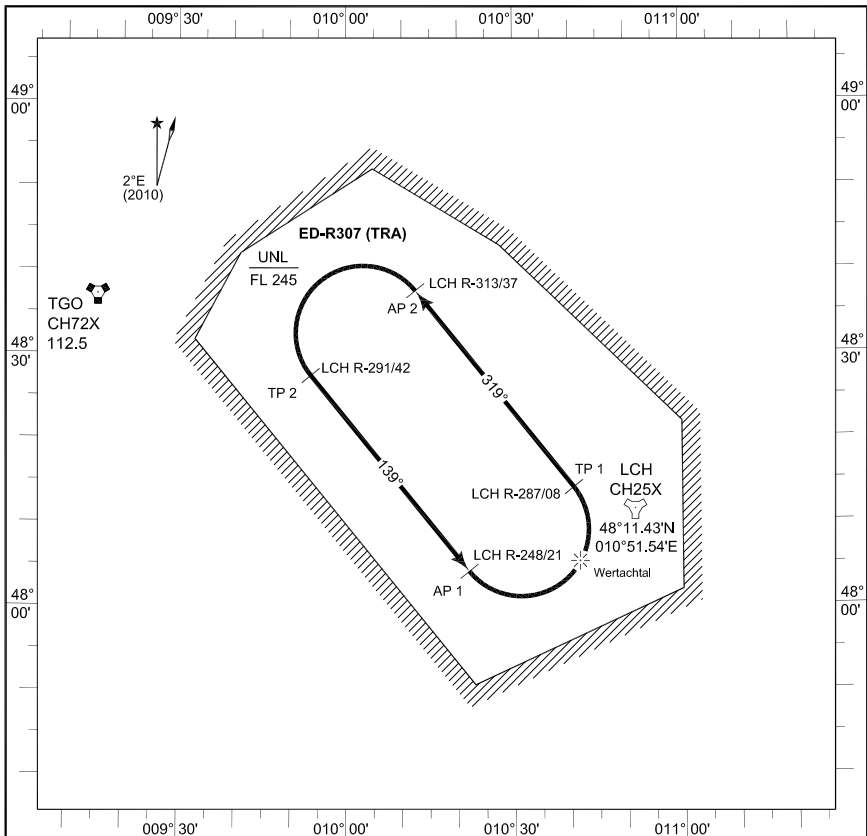 009° 30'
010° 00'
010° 30'
011° 00'
49°
00'
49°
00'
2°E
(2010)
ED-R307 (TRA)
UNL
FL 245
LCH R-313/37
AP 2
TGO
CH72X
112.5
48°
30'
48°
30'
LCH R-291/42
TP 2
319°
139°
TP 1
LCH
CH25X
LCH R-287/08
48°11.43'N
010°51.54'E
LCH R-248/21
Wertachtal
AP 1
48°
00'
48°
00'
009° 30'
010° 00'
010° 30'
011° 00'